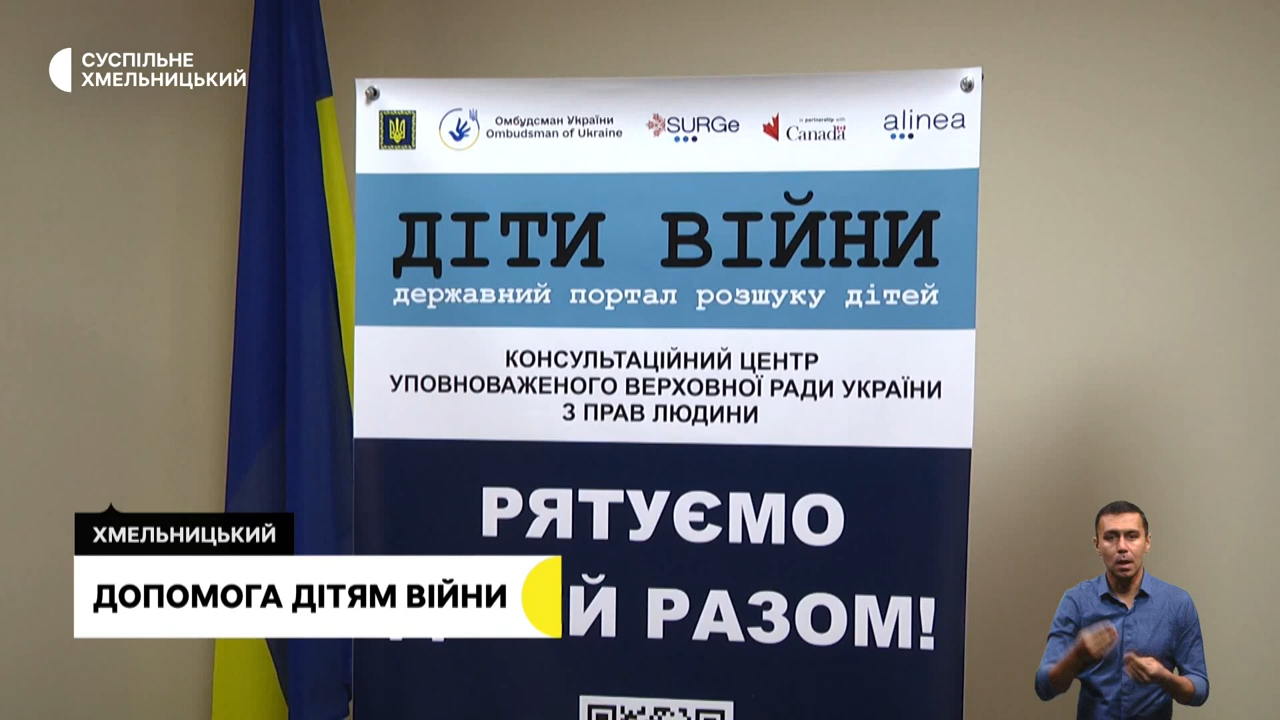 СУСПІЛЬНЕ
ХМЕЛЬНИЦЬКИЙ
Омбудсман України
Ombudsman of Ukraine
SURGe
in partnership with
Canada
alinea
ДІТИ ВІЙНИ
державний портал розшуку дітей
КОНСУЛЬТАЦІЙНИЙ ЦЕНТР
УПОВНОВАЖЕНОГО ВЕРХОВНОЇ РАДИ УКРАЇНИ
З ПРАВ ЛЮДИНИ
РЯТУЄМО
Й РАЗОМ!
ХМЕЛЬНИЦЬКИЙ
ДОПОМОГА ДІТЯМ ВІЙНИ